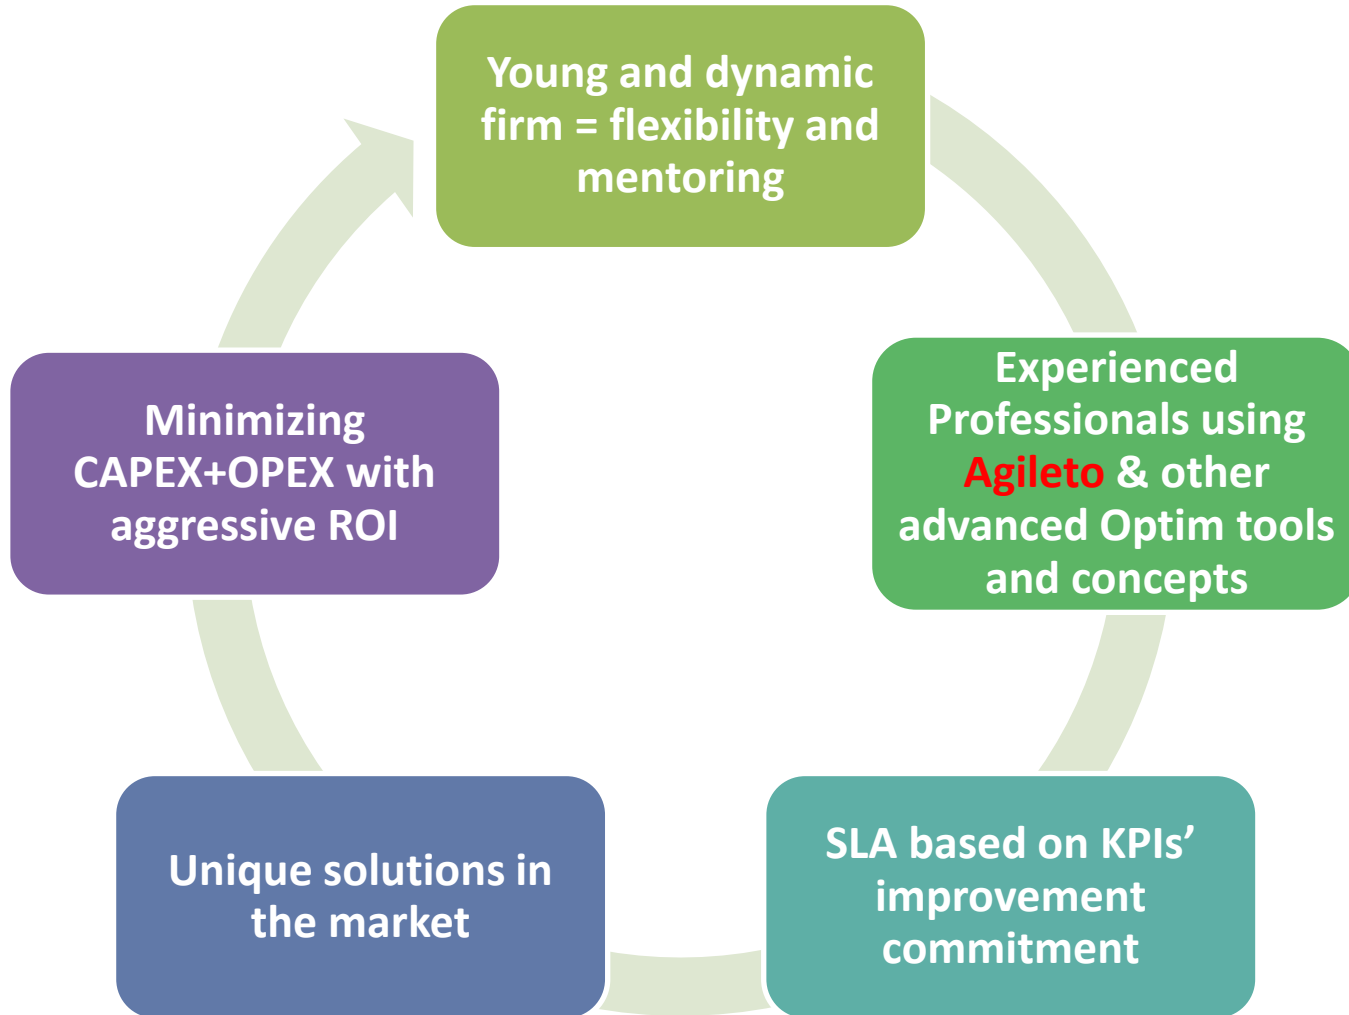 Young and dynamic
firm = flexibility and
mentoring
Experienced
Professionals using
Agileto & other
advanced Optim tools
and concepts
SLA based on KPIs’
improvement
commitment
Unique solutions in
the market
Minimizing
CAPEX+OPEX with
aggressive ROI